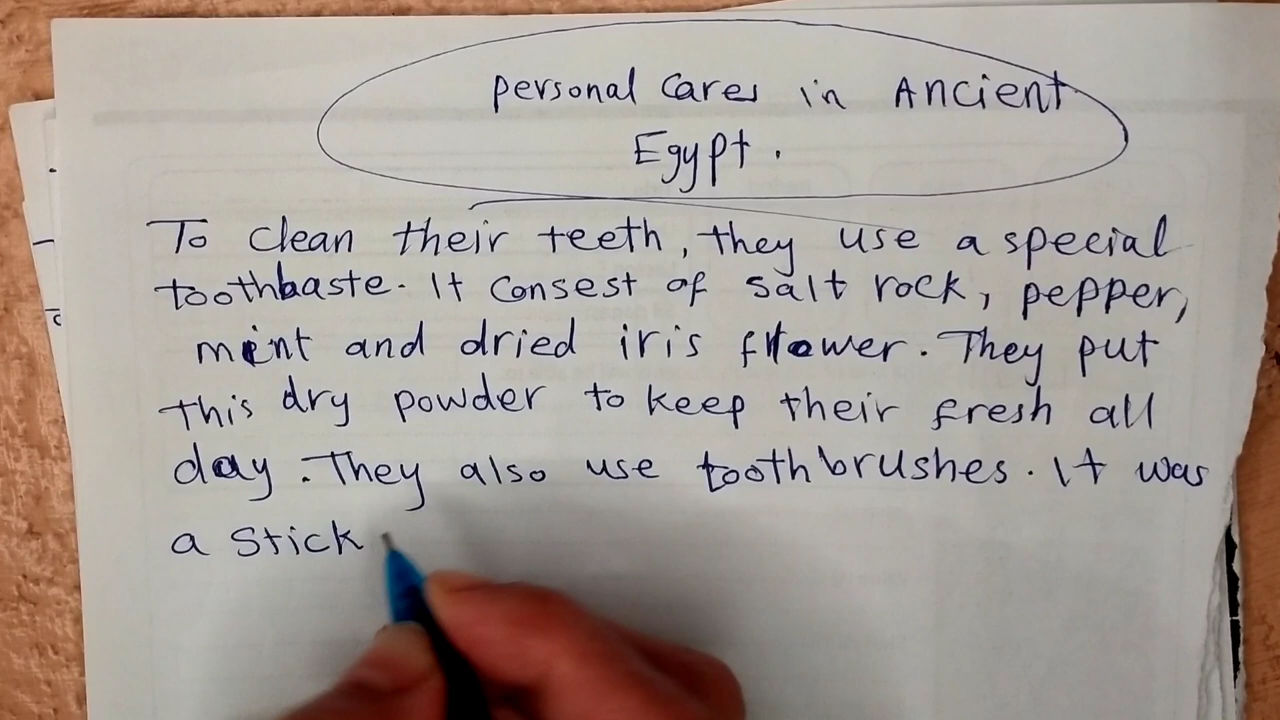 personal Cares in Ancient
Egypt.
To clean their teeth, they use a special
toothbaste. It consest of salt rock, pepper,
mint and dried iris flower. They put
this dry powder to keep their fresh all
day. They also use toothbrushes. It was
a stick